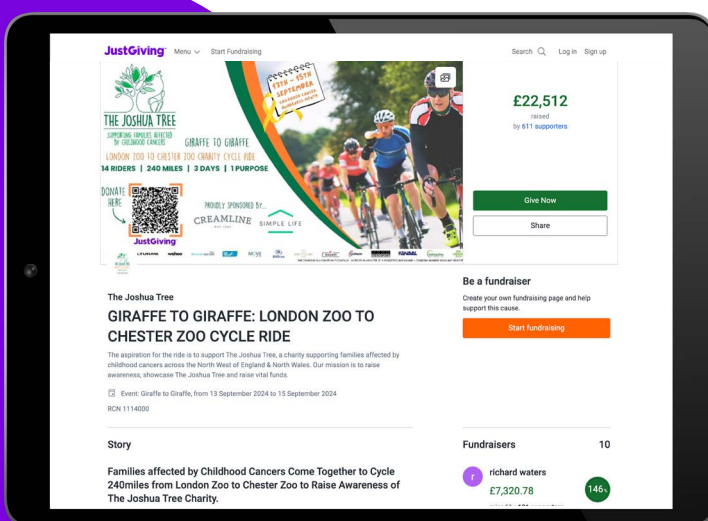 JustGiving
Menu
Start Fundraising
Search
Log in
Sign up
THE JOSHUA TREE
SUPPORTING FAMILIES AFFECTED
BY CHILDHOOD CANCERS
13TH - 15TH
SEPTEMBER
GIRAFFE TO GIRAFFE
LONDON ZOO TO CHESTER ZOO CHARITY CYCLE RIDE
14 RIDERS | 240 MILES | 3 DAYS | 1 PURPOSE
DONATE
HERE
JustGiving
PROUDLY SPONSORED BY...
CREAMLINE
SIMPLE LIFE
wahoo
£22,512
raised
by 611 supporters
Give Now
Share
The Joshua Tree
GIRAFFE TO GIRAFFE: LONDON ZOO TO
CHESTER ZOO CYCLE RIDE
The aspiration for the ride is to support The Joshua Tree, a charity supporting families affected by
childhood cancers across the North West of England & North Wales. Our mission is to raise
awareness, showcase The Joshua Tree and raise vital funds.
Event: Giraffe to Giraffe, from 13 September 2024 to 15 September 2024
RCN 1114000
Be a fundraiser
Create your own fundraising page and help
support this cause.
Start fundraising
Story
Families affected by Childhood Cancers Come Together to Cycle
240miles from London Zoo to Chester Zoo to Raise Awareness of
The Joshua Tree Charity.
Fundraisers
10
r
richard waters
£7,320.78
146%